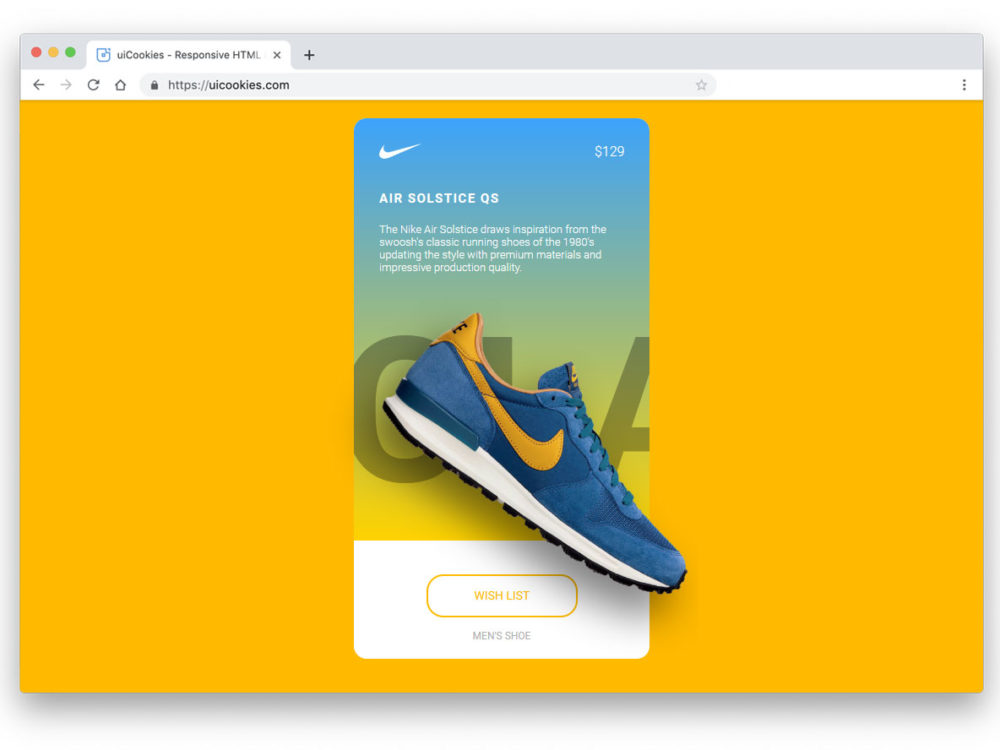 uiCookies - Responsive HTML
https://uicookies.com
$129
AIR SOLSTICE QS
The Nike Air Solstice draws inspiration from the
swoosh's classic running shoes of the 1980's
updating the style with premium materials and
impressive production quality.
WISH LIST
MEN'S SHOE